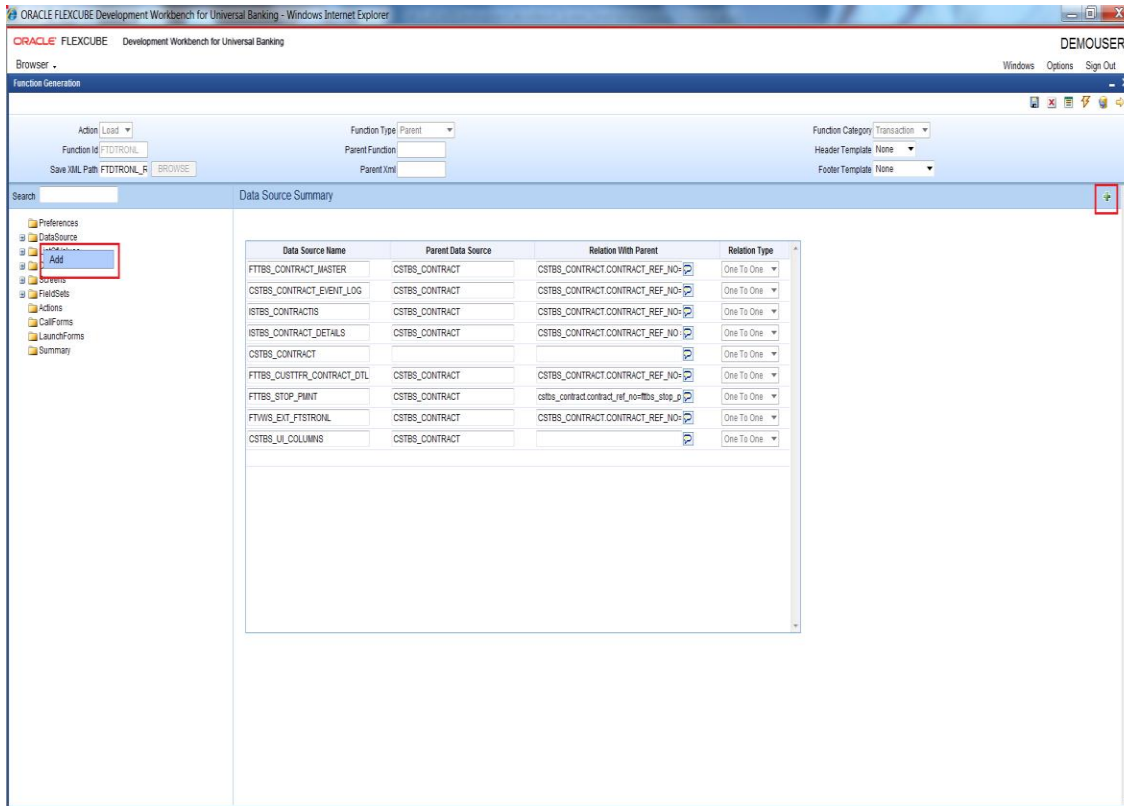 ORACLE FLEXCUBE Development Workbench for Universal Banking - Windows Internet Explorer
ORACLE FLEXCUBE Development Workbench for Universal Banking
DEMOUSER
Browser
Windows Options Sign Out
Function Generation
Action Load Function Type Parent Function Category Transaction
Function Id FTDTRONL Parent Function Header Template None
Save XML Path FTDTRONL_R BROWSE Parent Xml Footer Template None
Search Data Source Summary
Preferences
DataSource
Add
Screens
FieldSets
Actions
CallForms
LaunchForms
Summary
Data Source Name Parent Data Source Relation With Parent Relation Type
FTTBS_CONTRACT_MASTER CSTBS_CONTRACT CSTBS_CONTRACT.CONTRACT_REF_NO= One To One
CSTBS_CONTRACT_EVENT_LOG CSTBS_CONTRACT CSTBS_CONTRACT.CONTRACT_REF_NO= One To One
ISTBS_CONTRACTIS CSTBS_CONTRACT CSTBS_CONTRACT.CONTRACT_REF_NO= One To One
ISTBS_CONTRACT_DETAILS CSTBS_CONTRACT CSTBS_CONTRACT.CONTRACT_REF_NO One To One
CSTBS_CONTRACT One To One
FTTBS_CUSTTFR_CONTRACT_DTL CSTBS_CONTRACT CSTBS_CONTRACT.CONTRACT_REF_NO= One To One
FTTBS_STOP_PMNT CSTBS_CONTRACT cstbs_contract.contract_ref_no=fttbs_stop_p One To One
FTVWS_EXT_FTSTRONL CSTBS_CONTRACT CSTBS_CONTRACT.CONTRACT_REF_NO= One To One
CSTBS_UI_COLUMNS CSTBS_CONTRACT One To One